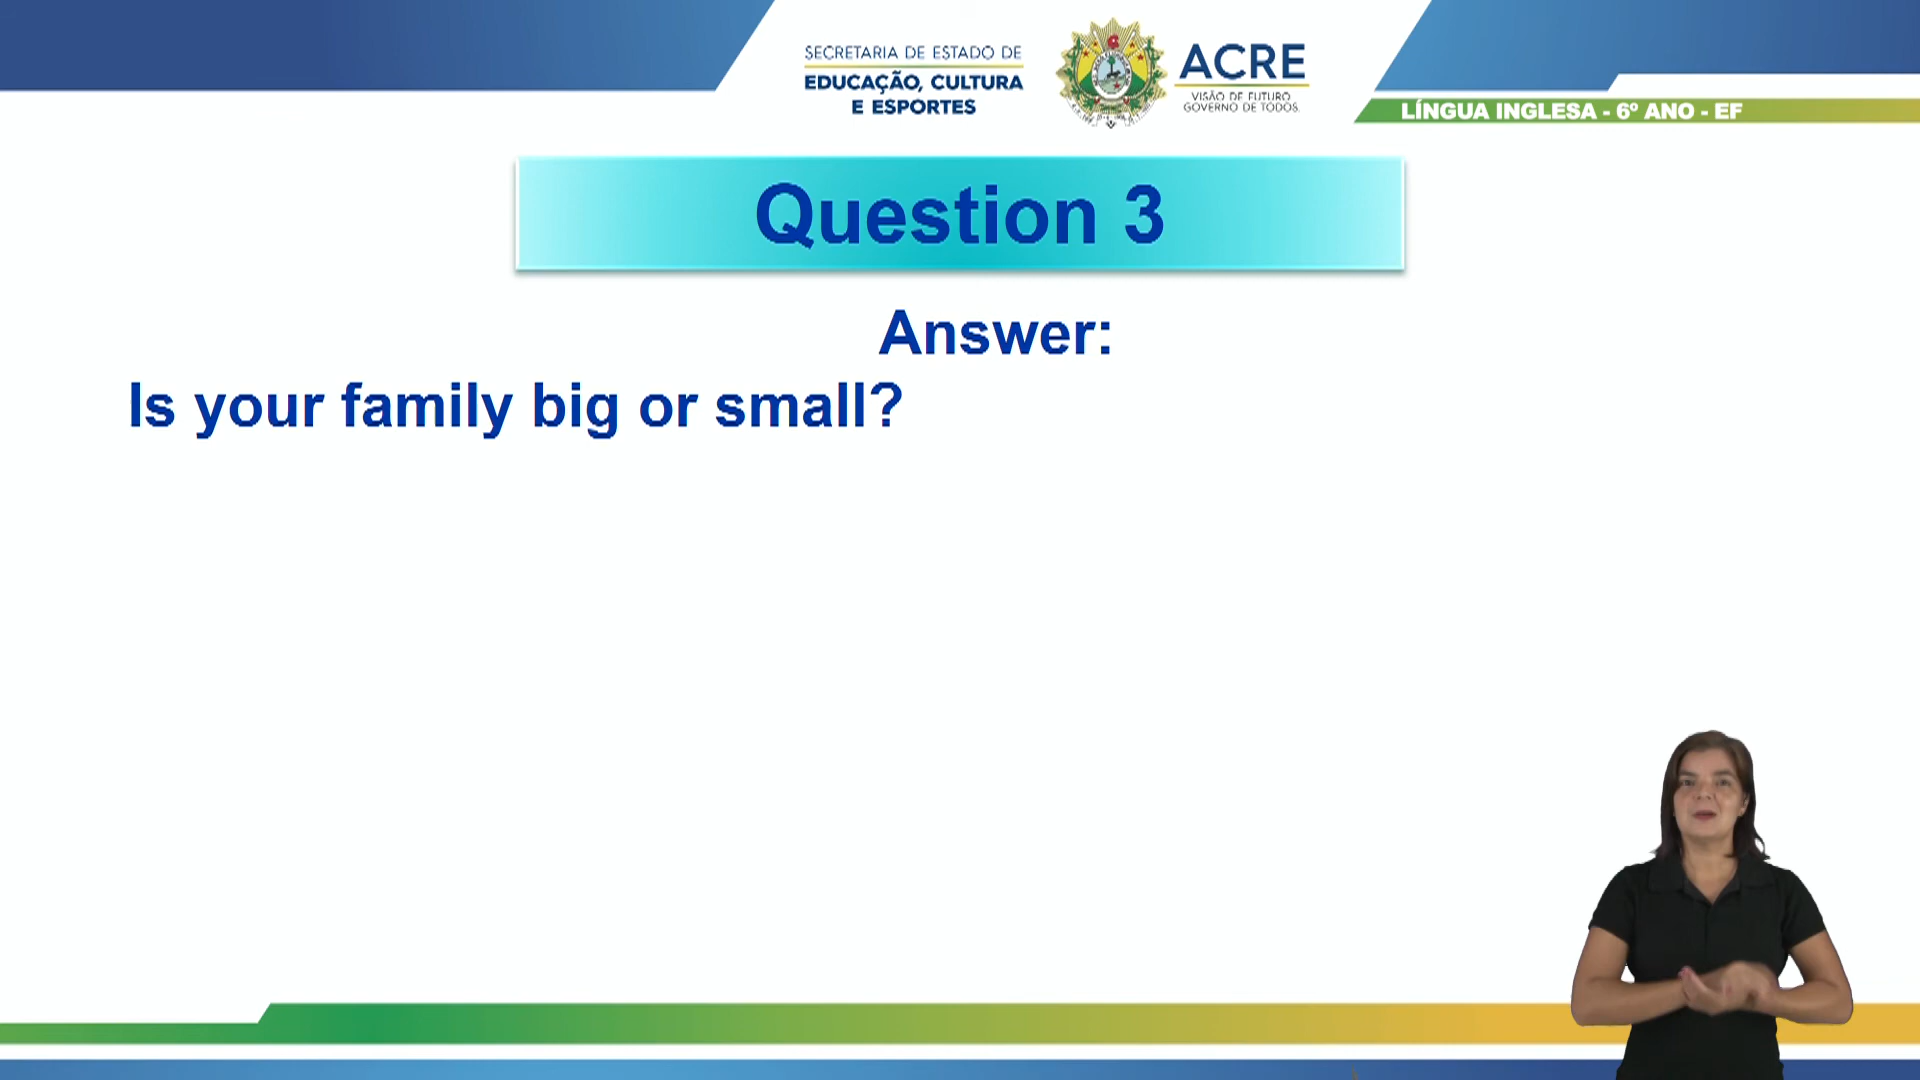 SECRETARIA DE ESTADO DE
EDUCAÇÃO, CULTURA
E ESPORTES
ACRE
VISÃO DE FUTURO
GOVERNO DE TODOS.
LÍNGUA INGLESA - 6º ANO - EF
Question 3
Answer:
Is your family big or small?